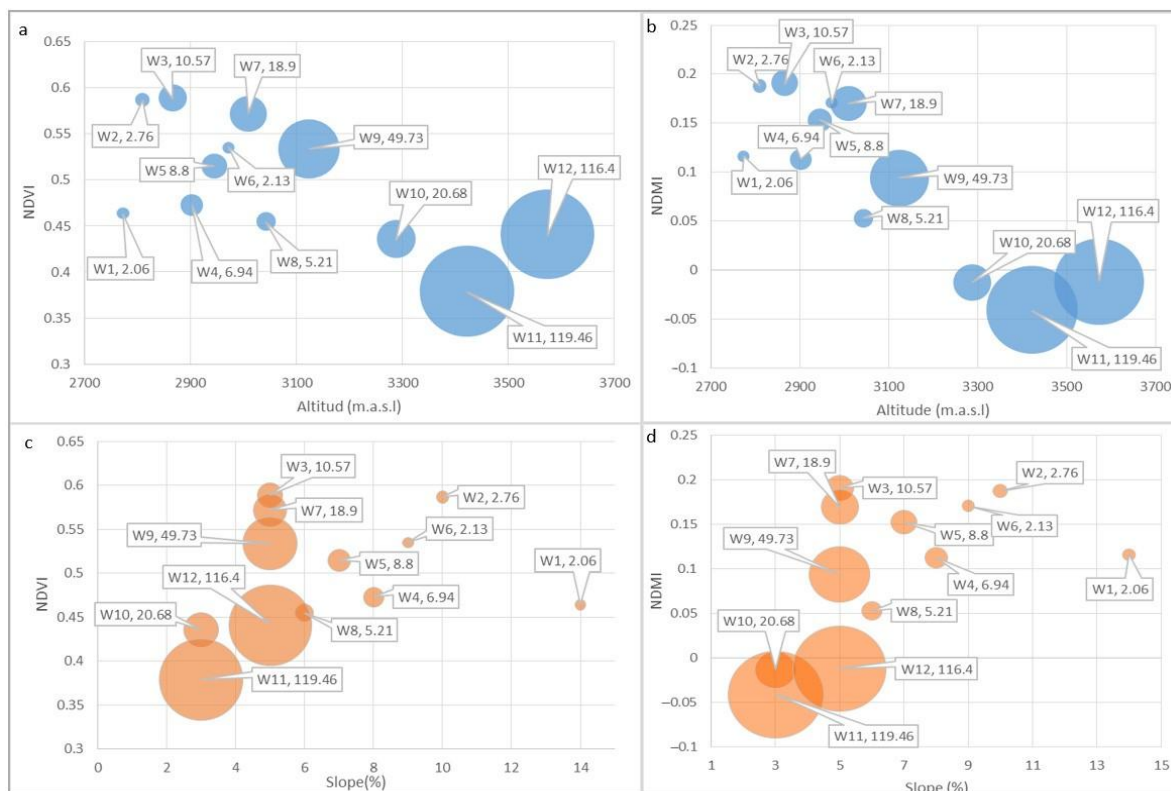 a
0.65
0.6
0.55
0.5
0.45
0.4
0.35
0.3
NDVI
W3, 10.57
W7, 18.9
W2, 2.76
W9, 49.73
W5 8.8
W6, 2.13
W12, 116.4
W10, 20.68
W1, 2.06
W4, 6.94
W8, 5.21
W11, 119.46
2700 2900 3100 3300 3500 3700
Altitud (m.a.s.l)
b
0.25
0.2
0.15
0.1
0.05
0
−0.05
−0.1
NDMI
W3, 10.57
W2, 2.76
W6, 2.13
W7, 18.9
W4, 6.94
W5, 8.8
W1, 2.06
W9, 49.73
W8, 5.21
W12, 116.4
W10, 20.68
W11, 119.46
2700 2900 3100 3300 3500 3700
Altitude (m.a.s.l)
c
0.65
0.6
0.55
0.5
0.45
0.4
0.35
0.3
NDVI
W3, 10.57
W2, 2.76
W7, 18.9
W9, 49.73
W6, 2.13
W5, 8.8
W1, 2.06
W12, 116.4
W4, 6.94
W10, 20.68
W8, 5.21
W11, 119.46
0 2 4 6 8 10 12 14
Slope(%)
d
0.25
0.2
0.15
0.1
0.05
0
−0.05
−0.1
NDMI
W7, 18.9
W3, 10.57
W2, 2.76
W6, 2.13
W9, 49.73
W5, 8.8
W4, 6.94
W1, 2.06
W10, 20.68
W8, 5.21
W12, 116.4
W11, 119.46
1 3 5 7 9 11 13 15
Slope (%)